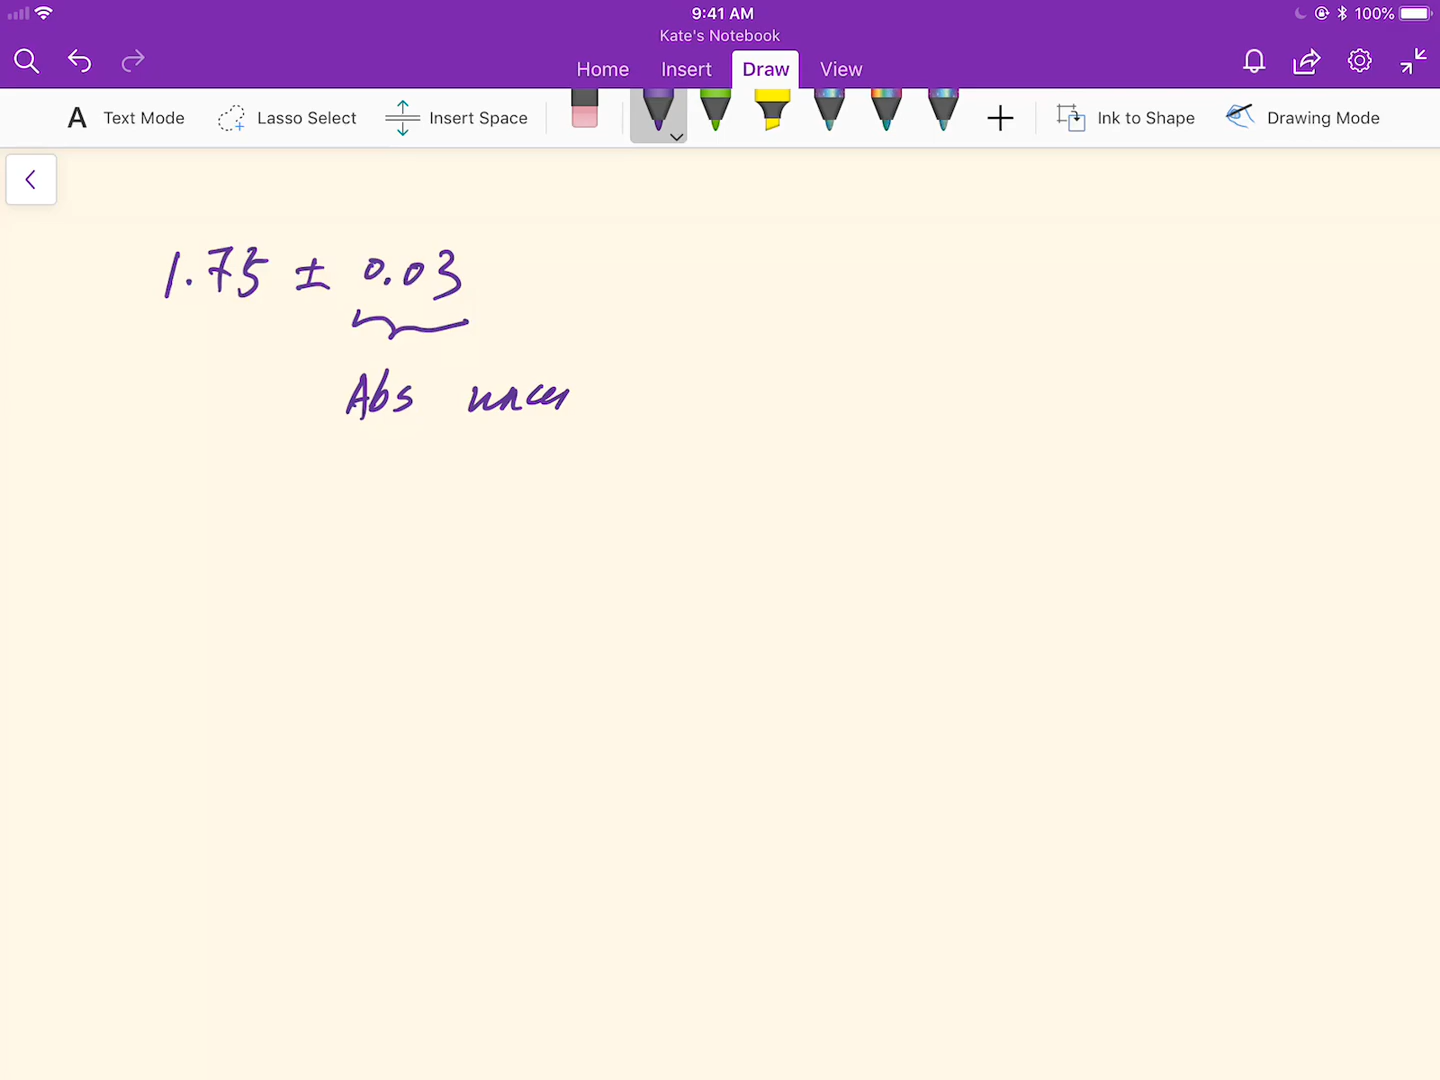 9:41 AM
100%
Kate's Notebook
Home Insert Draw View
A Text Mode Lasso Select Insert Space Ink to Shape Drawing Mode
1.75 ± 0.03
Abs uncer